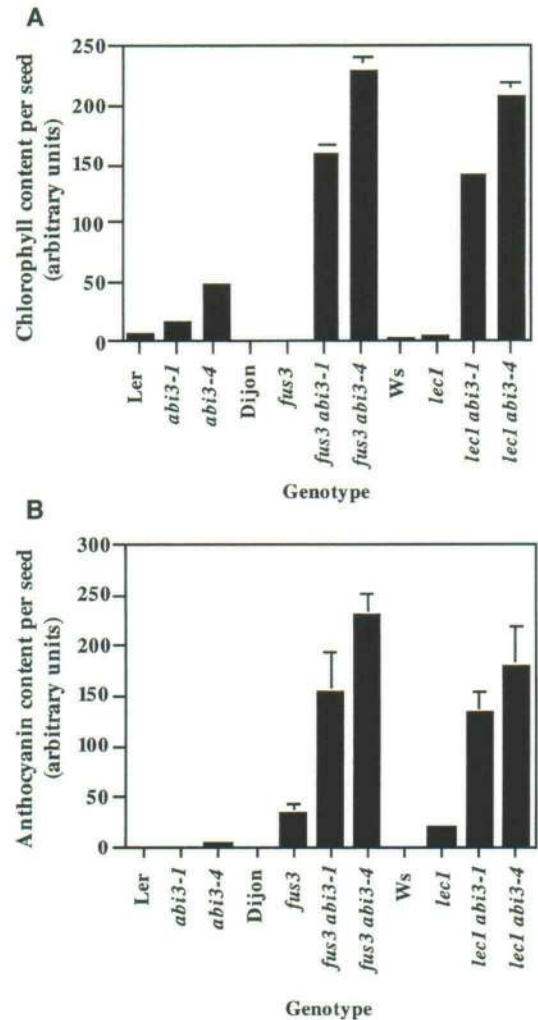 A
Chlorophyll content per seed
(arbitrary units)
250
200
150
100
50
0
Ler
abi3-1
abi3-4
Dijon
fus3
fus3 abi3-1
fus3 abi3-4
Ws
lec1
lec1 abi3-1
lec1 abi3-4
Genotype
B
Anthocyanin content per seed
(arbitrary units)
300
250
200
150
100
50
0
Ler
abi3-1
abi3-4
Dijon
fus3
fus3 abi3-1
fus3 abi3-4
Ws
lec1
lec1 abi3-1
lec1 abi3-4
Genotype